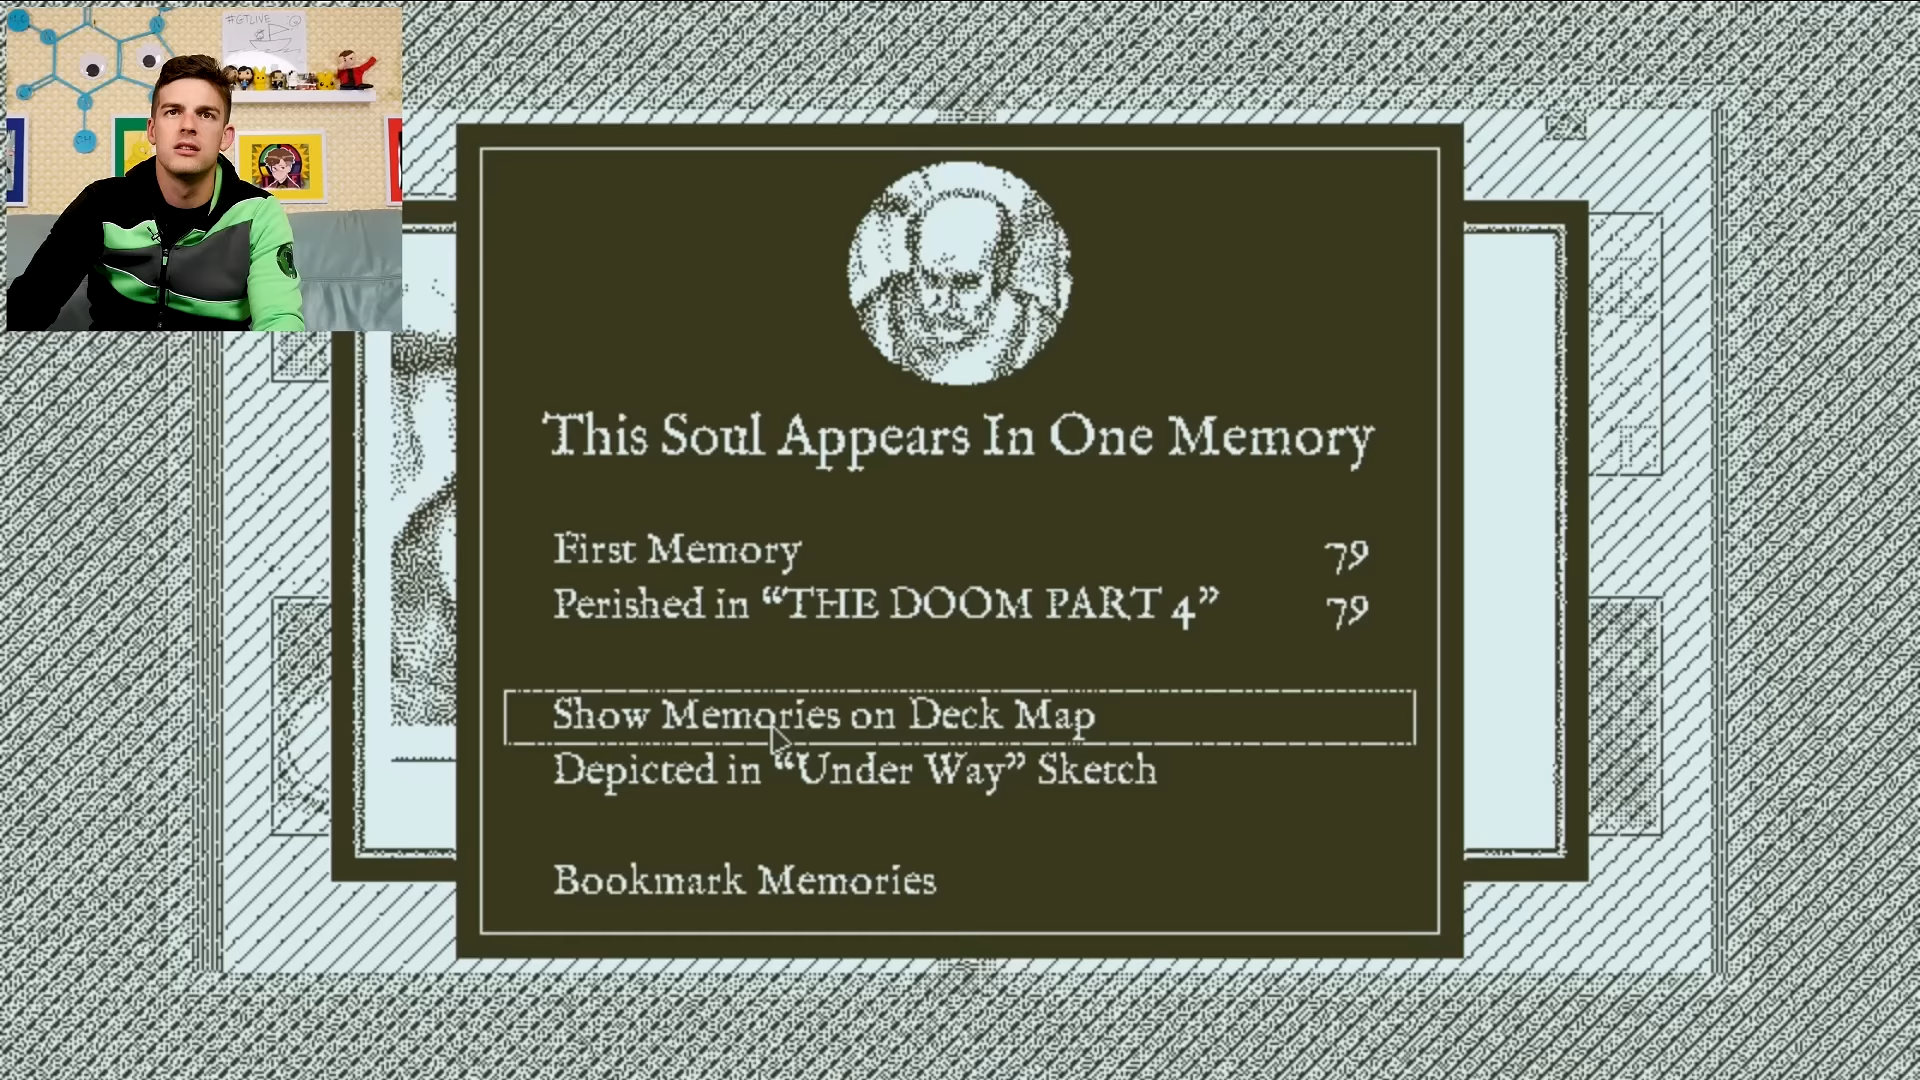 #GTLIVE
This Soul Appears In One Memory
First Memory 79
Perished in “THE DOOM PART 4” 79
Show Memories on Deck Map
Depicted in “Under Way” Sketch
Bookmark Memories